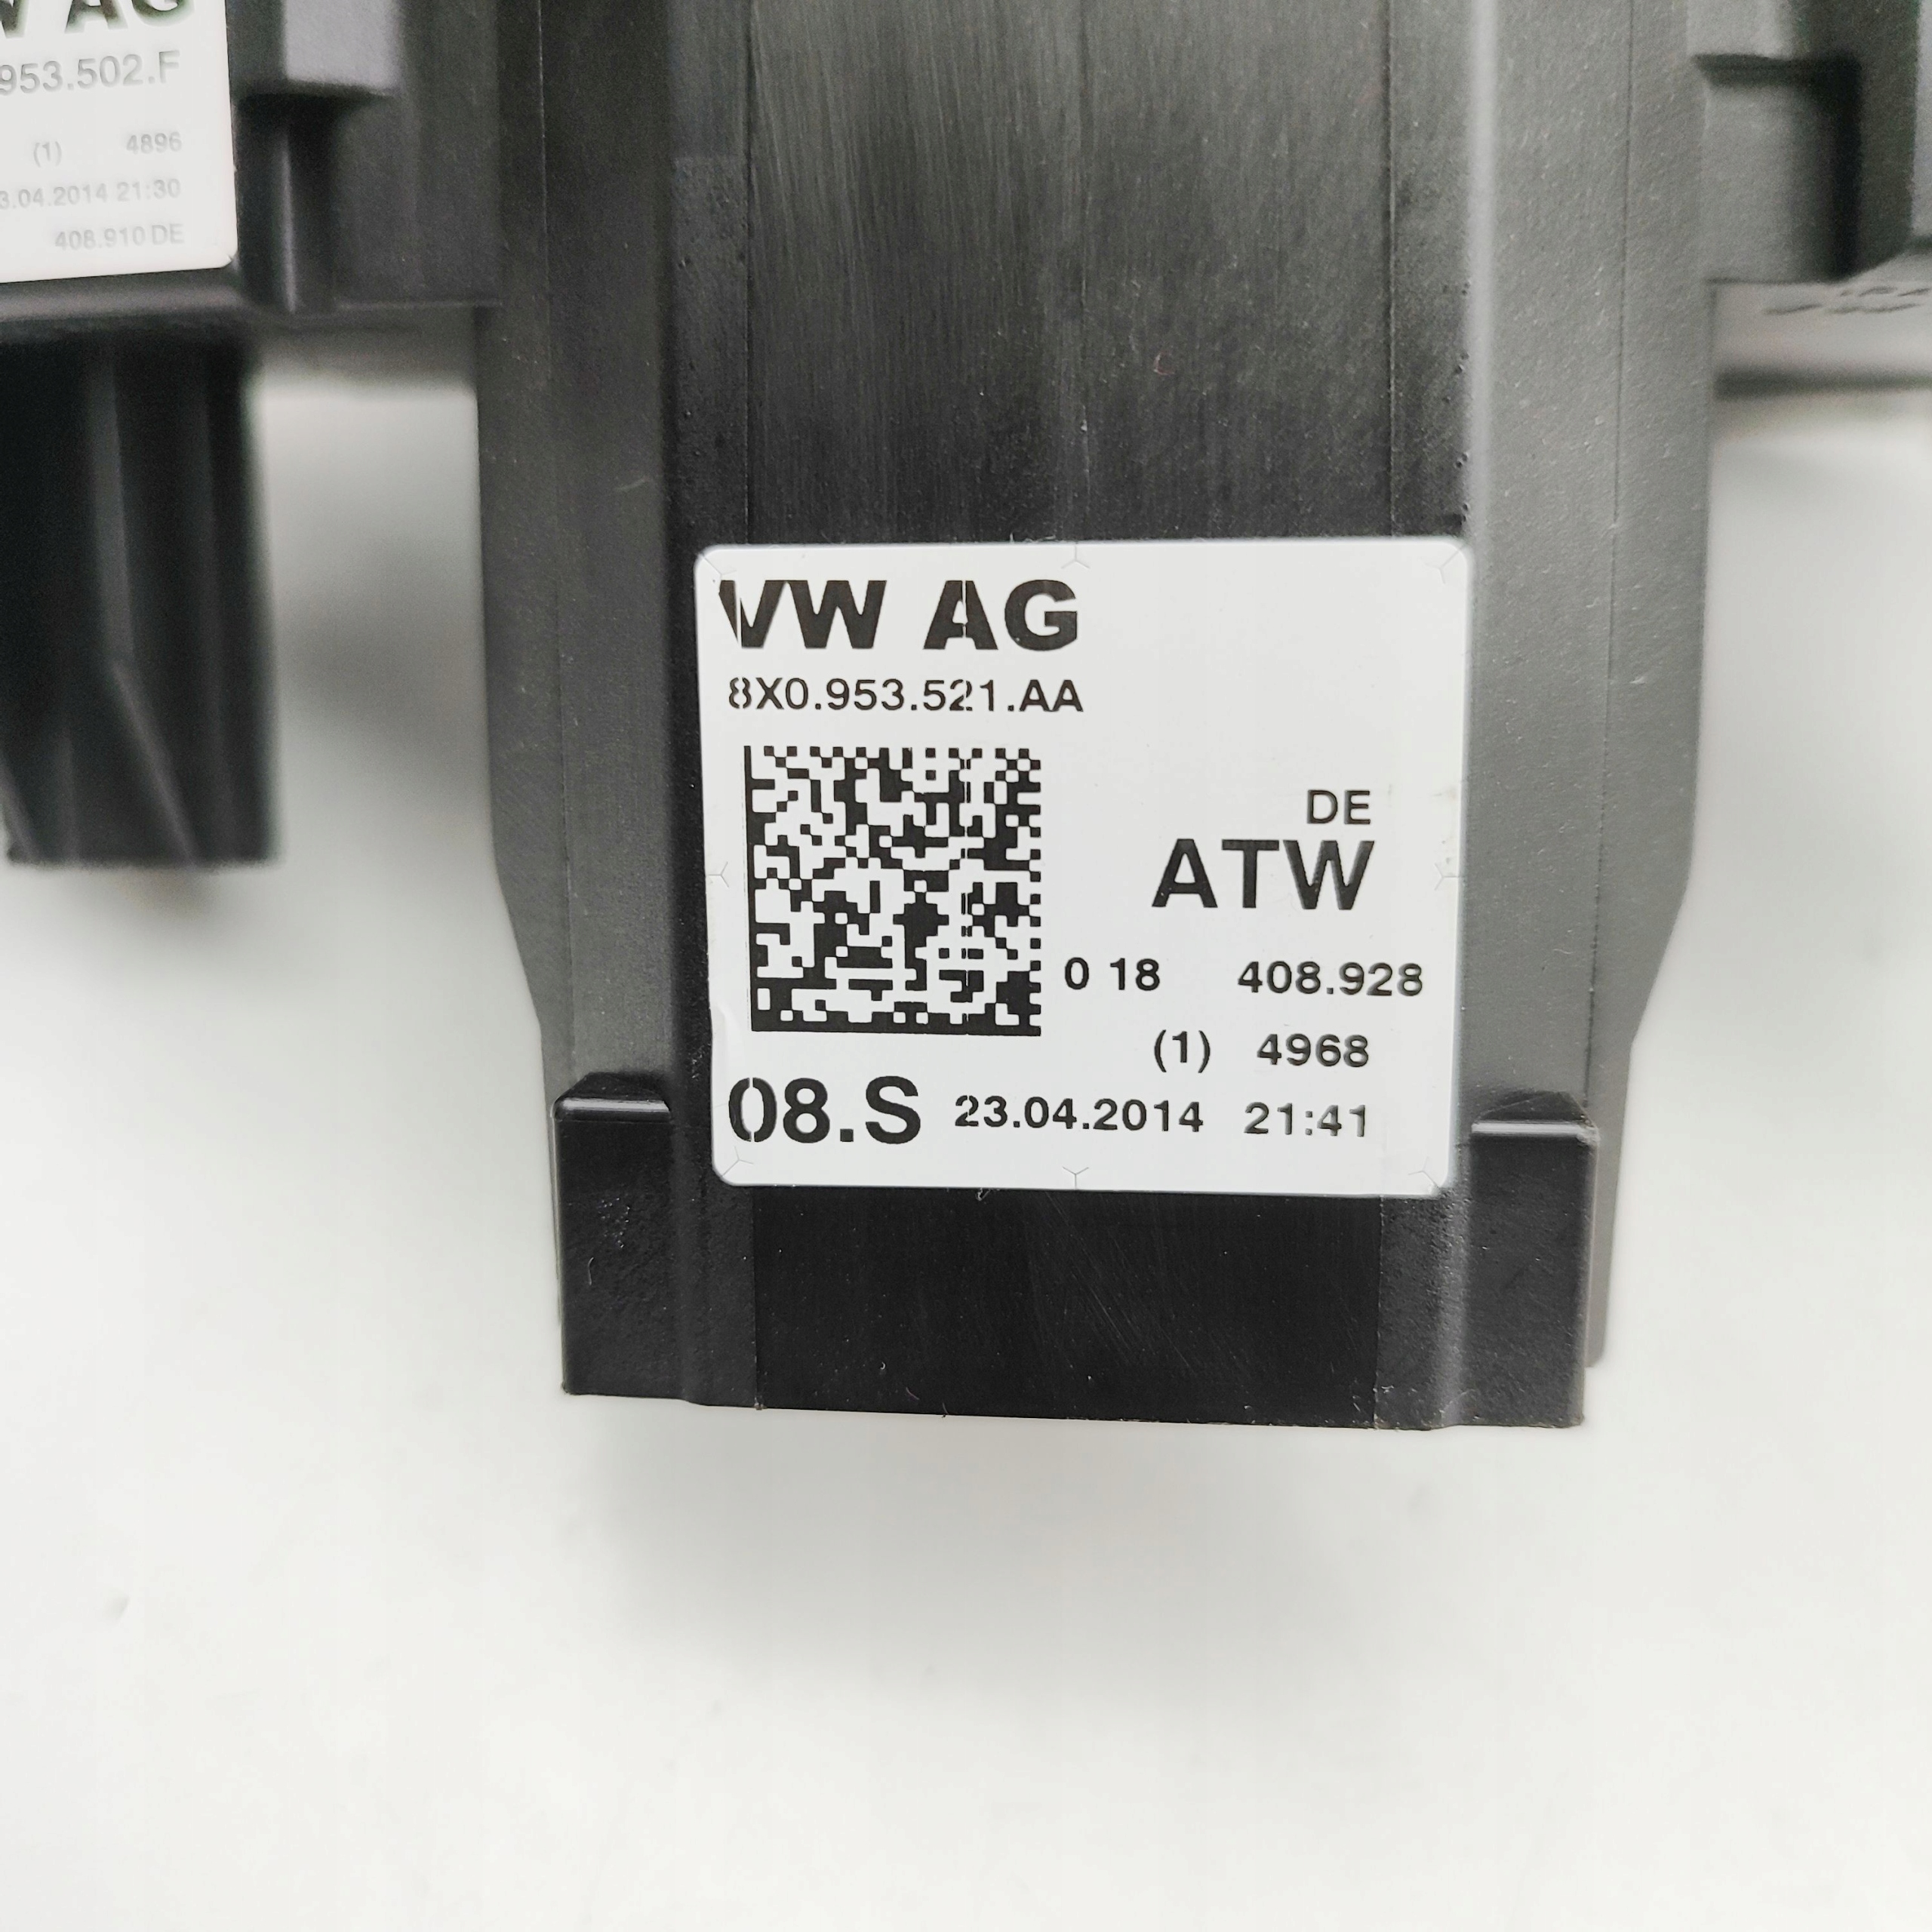 W AG
953.502.F
(1) 4896
3.04.2014 21:30
408.910 DE
VW AG
8X0.953.521.AA
DE
ATW
0 18 408.928
(1) 4968
08.S 23.04.2014 21:41